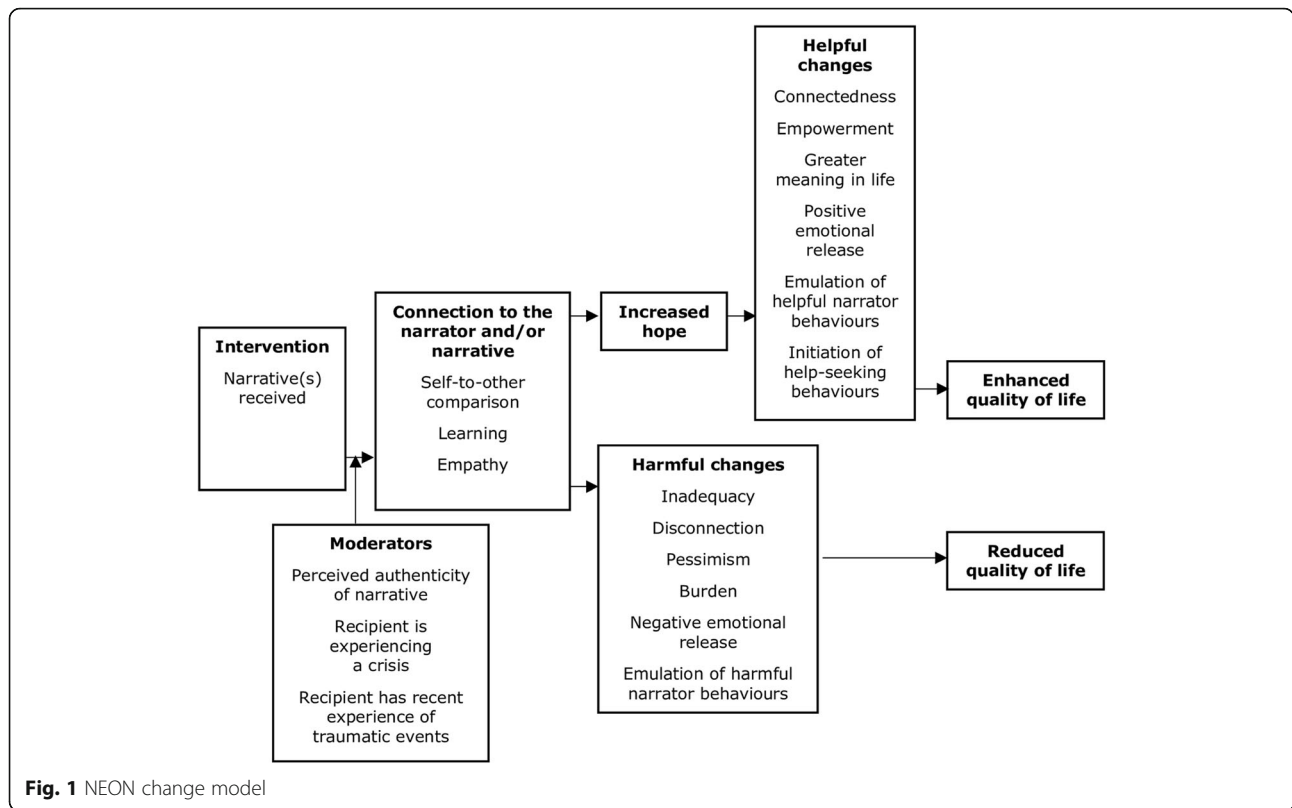 Intervention
Narrative(s)
received
Moderators
Perceived authenticity
of narrative
Recipient is
experiencing
a crisis
Recipient has recent
experience of
traumatic events
Connection to the
narrator and/or
narrative
Self-to-other
comparison
Learning
Empathy
Increased
hope
Helpful
changes
Connectedness
Empowerment
Greater
meaning in life
Positive
emotional
release
Emulation of
helpful narrator
behaviours
Initiation of
help-seeking
behaviours
Enhanced
quality of life
Harmful changes
Inadequacy
Disconnection
Pessimism
Burden
Negative emotional
release
Emulation of harmful
narrator behaviours
Reduced
quality of life
Fig. 1 NEON change model